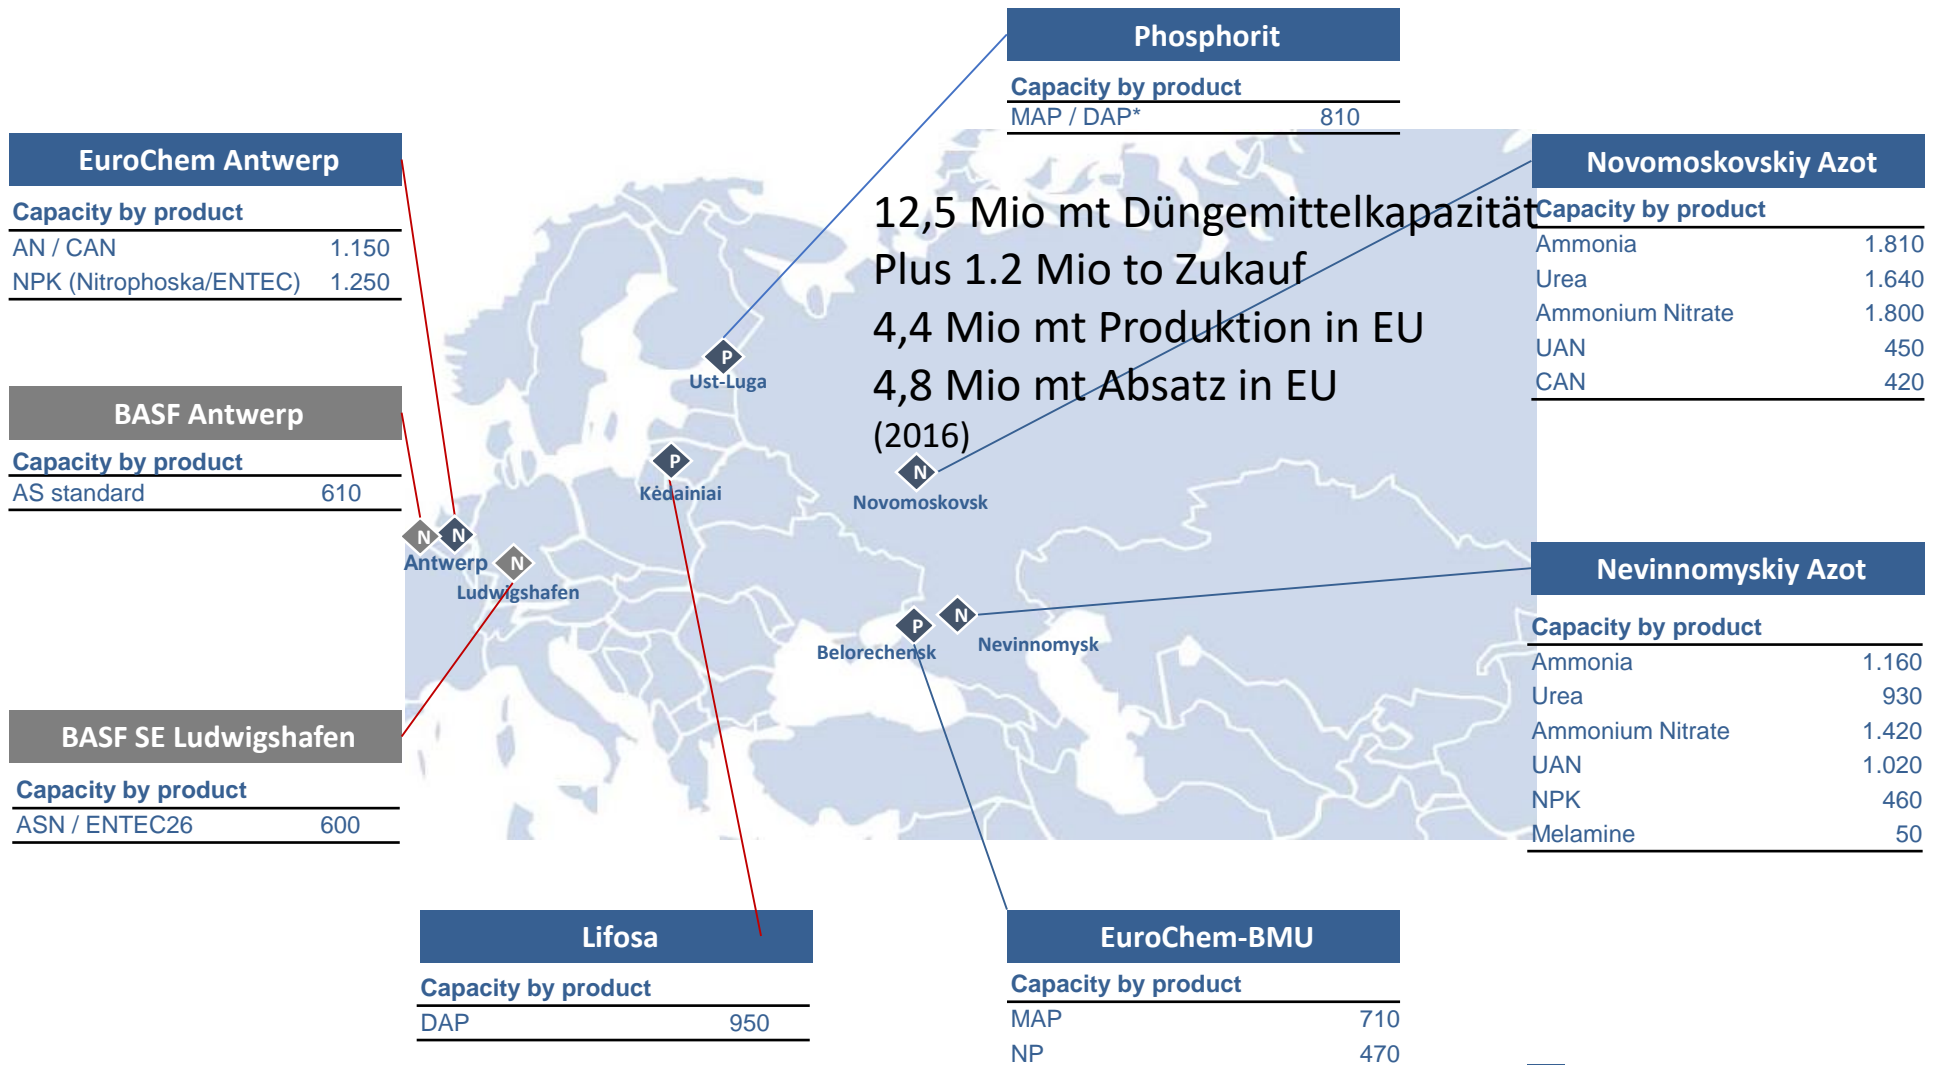 Phosphorit
Capacity by product
MAP / DAP* 810
EuroChem Antwerp
Capacity by product
AN / CAN 1.150
NPK (Nitrophoska/ENTEC) 1.250
Novomoskovskiy Azot
Capacity by product
Ammonia 1.810
Urea 1.640
Ammonium Nitrate 1.800
UAN 450
CAN 420
12,5 Mio mt Düngemittelkapazität
Plus 1.2 Mio to Zukauf
4,4 Mio mt Produktion in EU
4,8 Mio mt Absatz in EU
(2016)
P
Ust-Luga
BASF Antwerp
Capacity by product
AS standard 610
P
Kėdainiai
N
Novomoskovsk
N N
Antwerp
N
Ludwigshafen
P
Belorechensk
N
Nevinnomysk
Nevinnomyskiy Azot
Capacity by product
Ammonia 1.160
Urea 930
Ammonium Nitrate 1.420
UAN 1.020
NPK 460
Melamine 50
BASF SE Ludwigshafen
Capacity by product
ASN / ENTEC26 600
Lifosa
Capacity by product
DAP 950
EuroChem-BMU
Capacity by product
MAP 710
NP 470